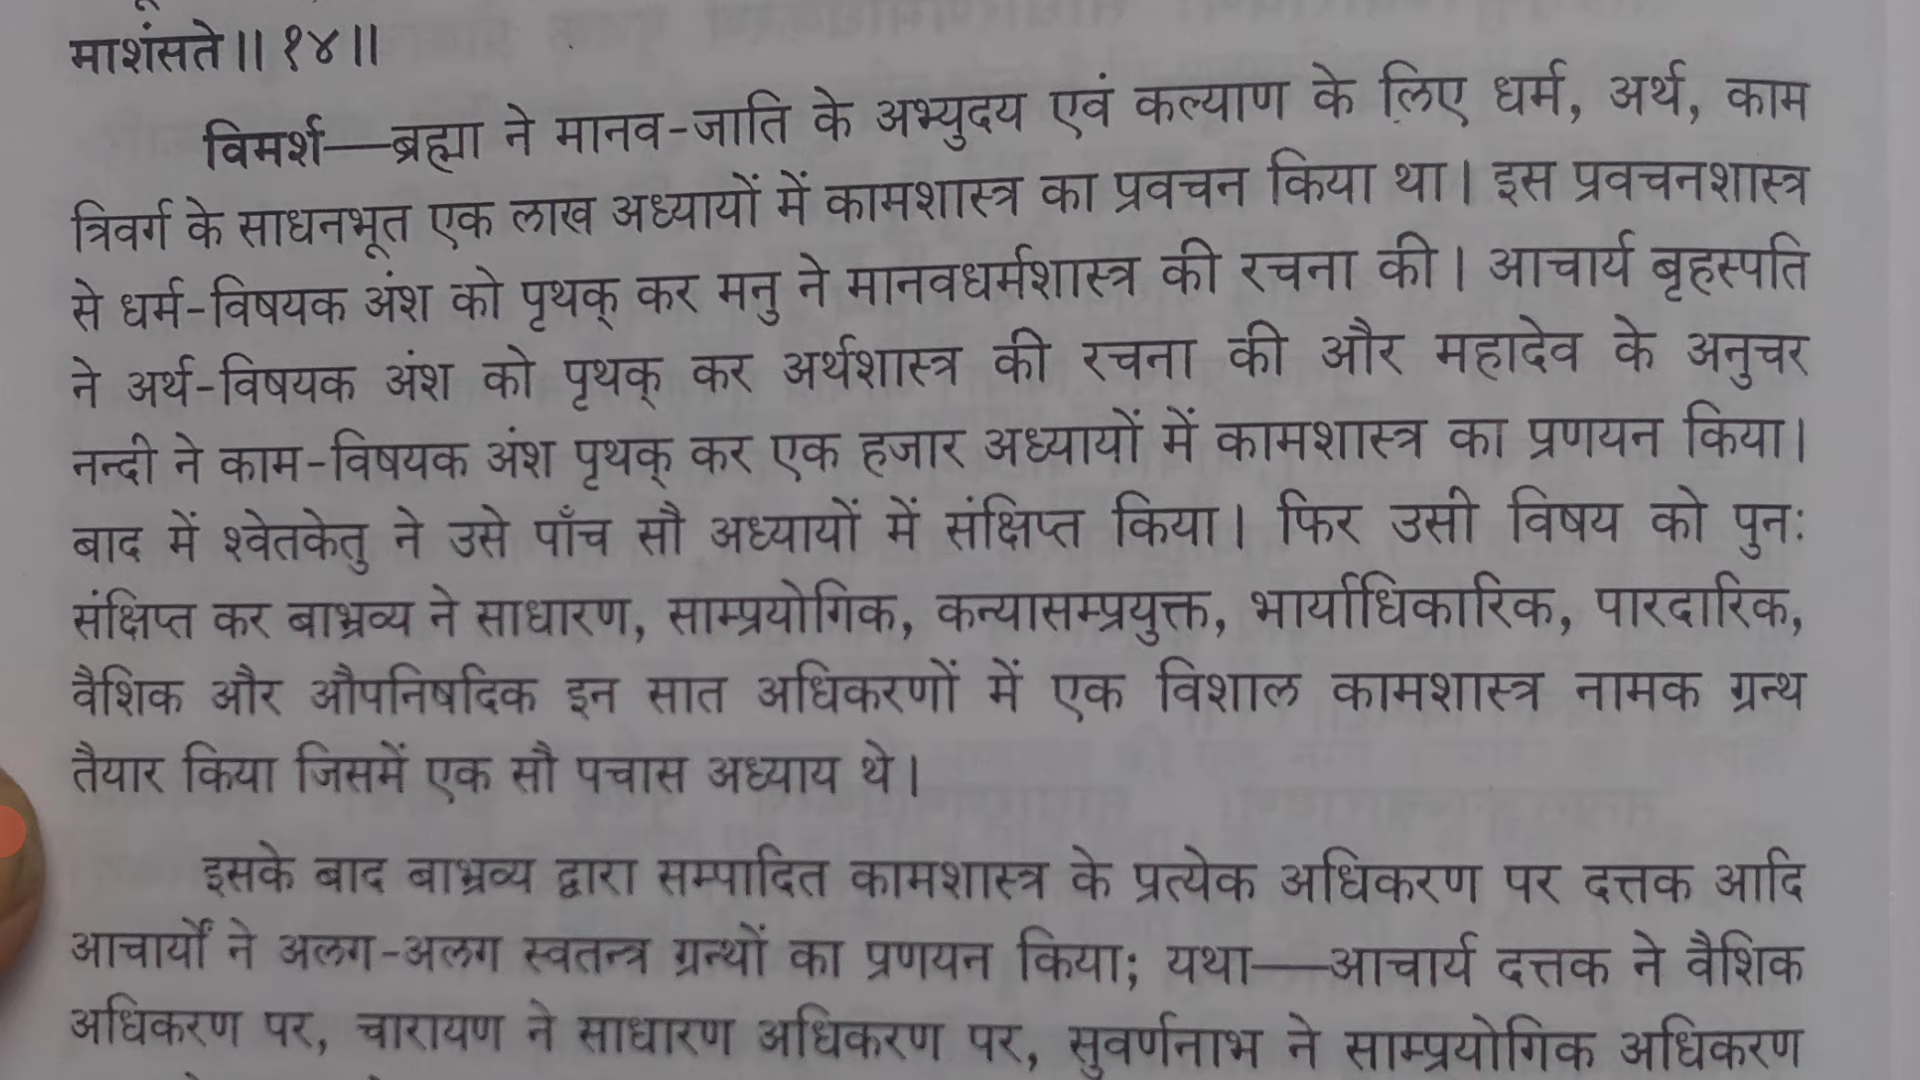 माशंसते॥ १४॥
विमर्श—ब्रह्मा ने मानव-जाति के अभ्युदय एवं कल्याण के लिए धर्म, अर्थ, काम
त्रिवर्ग के साधनभूत एक लाख अध्यायों में कामशास्त्र का प्रवचन किया था। इस प्रवचनशास्त्र
से धर्म-विषयक अंश को पृथक् कर मनु ने मानवधर्मशास्त्र की रचना की। आचार्य बृहस्पति
ने अर्थ-विषयक अंश को पृथक् कर अर्थशास्त्र की रचना की और महादेव के अनुचर
नन्दी ने काम-विषयक अंश पृथक् कर एक हजार अध्यायों में कामशास्त्र का प्रणयन किया।
बाद में श्वेतकेतु ने उसे पाँच सौ अध्यायों में संक्षिप्त किया। फिर उसी विषय को पुनः
संक्षिप्त कर बाभ्रव्य ने साधारण, साम्प्रयोगिक, कन्यासम्प्रयुक्त, भार्याधिकारिक, पारदारिक,
वैशिक और औपनिषदिक इन सात अधिकरणों में एक विशाल कामशास्त्र नामक ग्रन्थ
तैयार किया जिसमें एक सौ पचास अध्याय थे।
इसके बाद बाभ्रव्य द्वारा सम्पादित कामशास्त्र के प्रत्येक अधिकरण पर दत्तक आदि
आचार्यों ने अलग-अलग स्वतन्त्र ग्रन्थों का प्रणयन किया; यथा—आचार्य दत्तक ने वैशिक
अधिकरण पर, चारायण ने साधारण अधिकरण पर, सुवर्णनाभ ने साम्प्रयोगिक अधिकरण